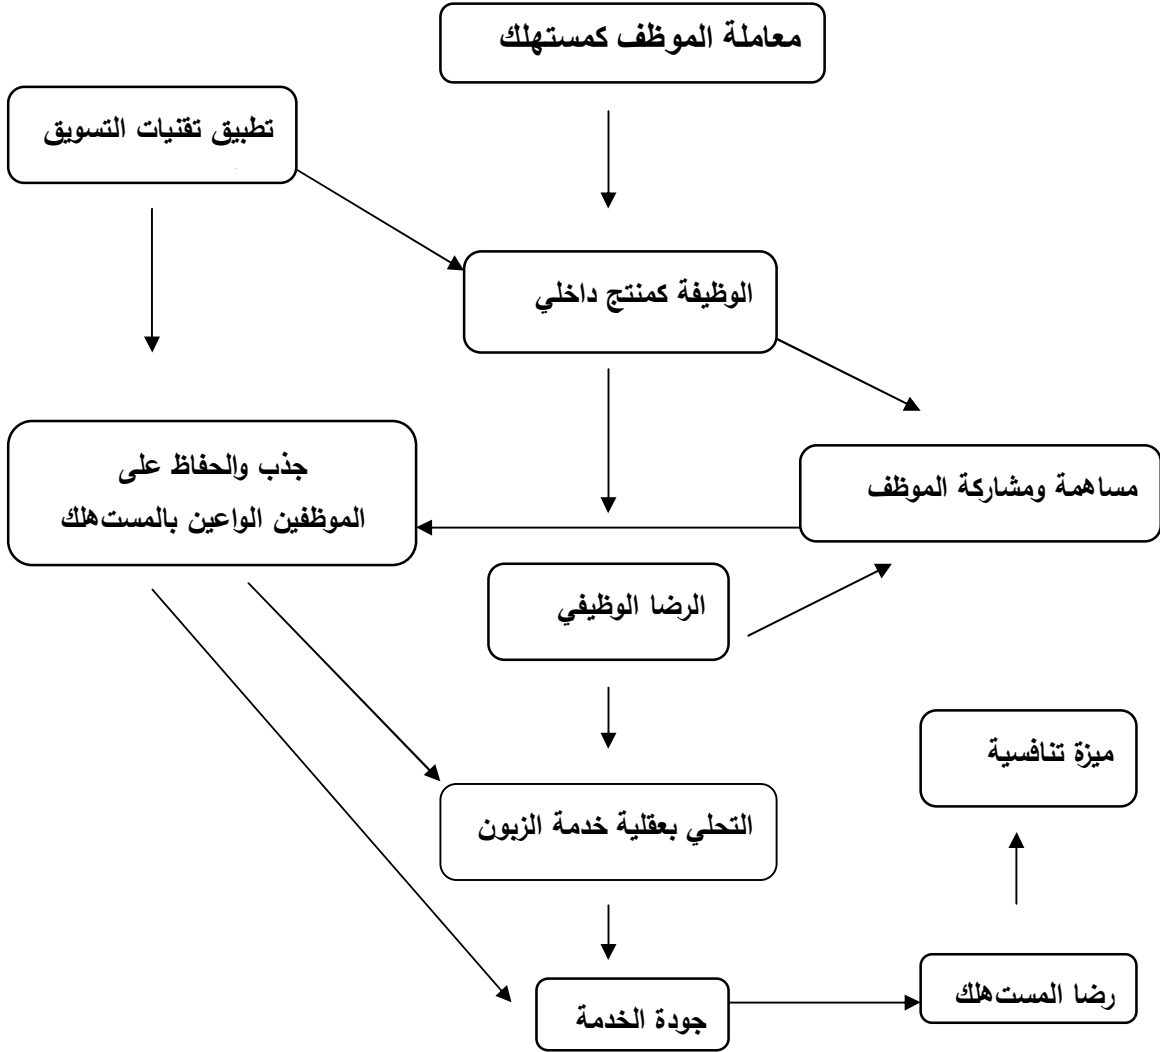 معاملة الموظف كمستهلك
تطبيق تقنيات التسويق
الوظيفة كمنتج داخلي
جذب والحفاظ على
الموظفين الواعين بالمستهلك
مساهمة ومشاركة الموظف
الرضا الوظيفي
ميزة تنافسية
التحلي بعقلية خدمة الزبون
رضا المستهلك
جودة الخدمة